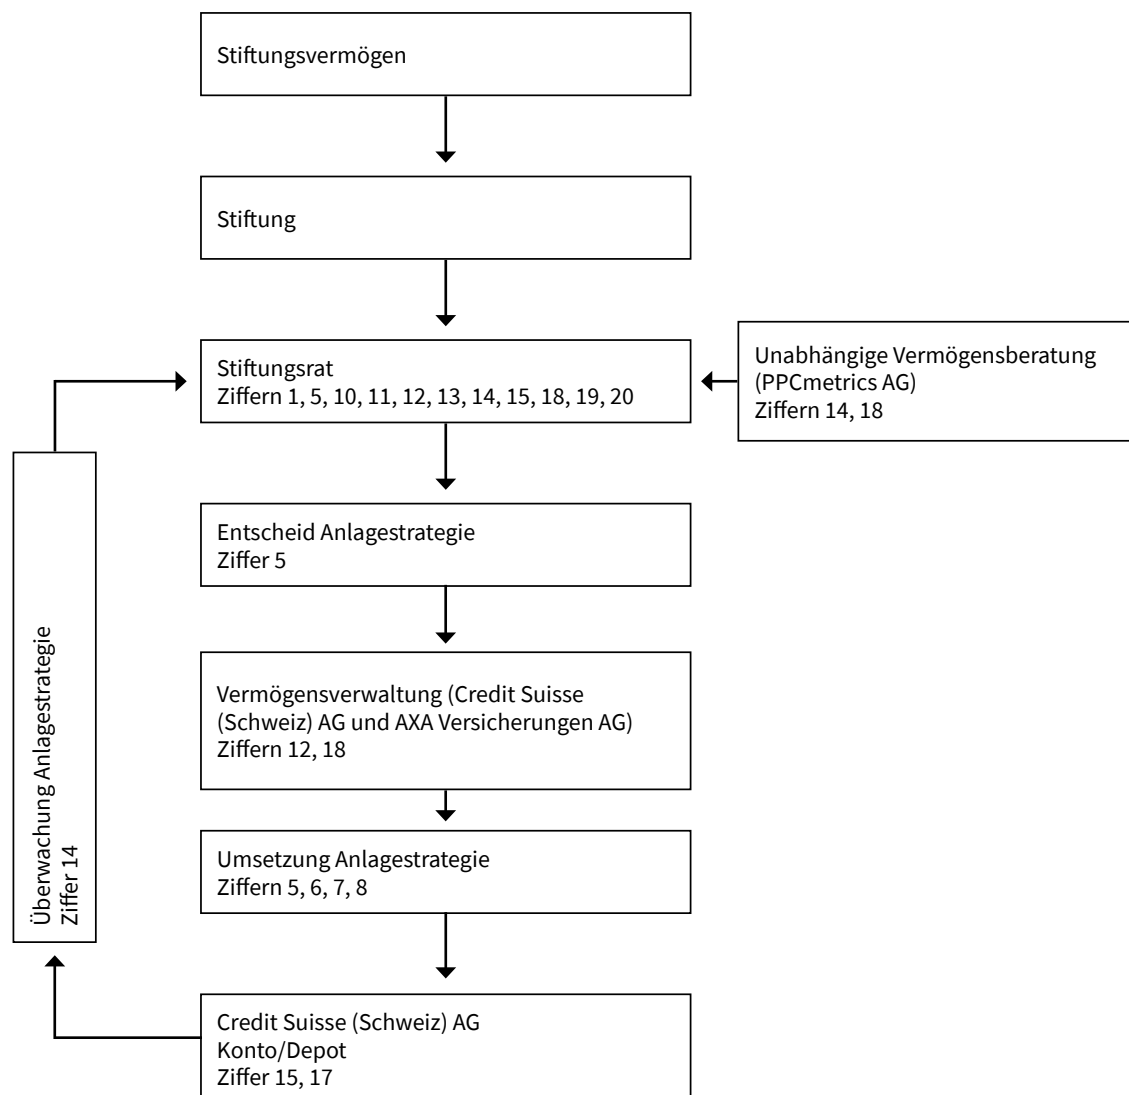 Stiftungsvermögen
Stiftung
Stiftungsrat
Ziffern 1, 5, 10, 11, 12, 13, 14, 15, 18, 19, 20
Unabhängige Vermögensberatung
(PPCmetrics AG)
Ziffern 14, 18
Entscheid Anlagestrategie
Ziffer 5
Vermögensverwaltung (Credit Suisse
(Schweiz) AG und AXA Versicherungen AG)
Ziffern 12, 18
Umsetzung Anlagestrategie
Ziffern 5, 6, 7, 8
Credit Suisse (Schweiz) AG
Konto/Depot
Ziffer 15, 17
Überwachung Anlagestrategie
Ziffer 14